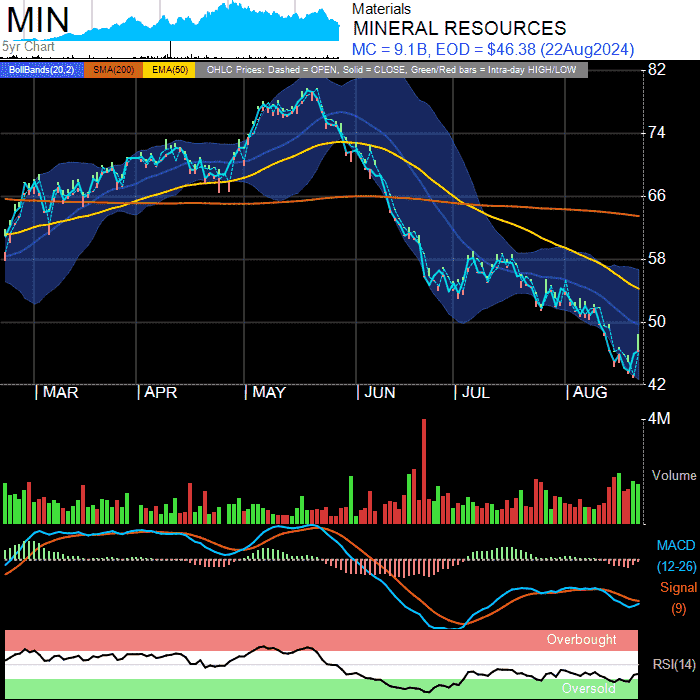 MIN
5yr Chart
Materials
MINERAL RESOURCES
MC = 9.1B, EOD = $46.38 (22Aug2024)
BollBands(20,2) SMA(200) EMA(50) OHLC Prices: Dashed = OPEN, Solid = CLOSE, Green/Red bars = Intra-day HIGH/LOW
82
74
66
58
50
42
MAR APR MAY JUN JUL AUG
4M
Volume
MACD
(12-26)
Signal
(9)
Overbought
RSI(14)
Oversold